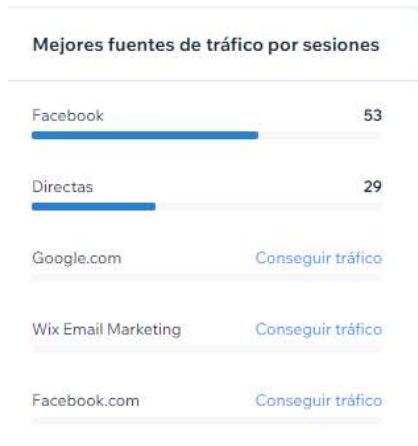 Mejores fuentes de tráfico por sesiones
Facebook 53
Directas 29
Google.com Conseguir tráfico
Wix Email Marketing Conseguir tráfico
Facebook.com Conseguir tráfico